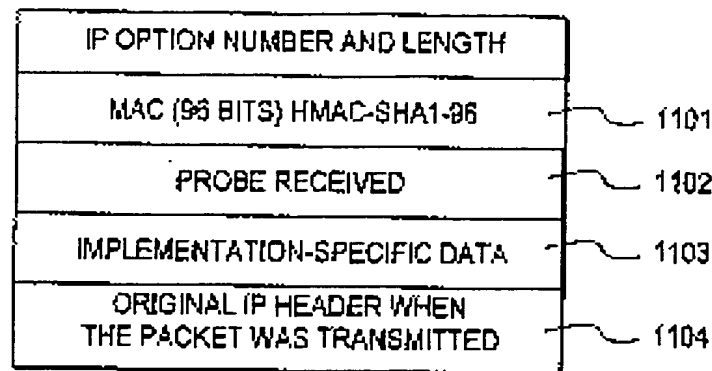 IP OPTION NUMBER AND LENGTH
MAC (96 BITS) HMAC-SHA1-96 1101
PROBE RECEIVED 1102
IMPLEMENTATION-SPECIFIC DATA 1103
ORIGINAL IP HEADER WHEN
THE PACKET WAS TRANSMITTED 1104